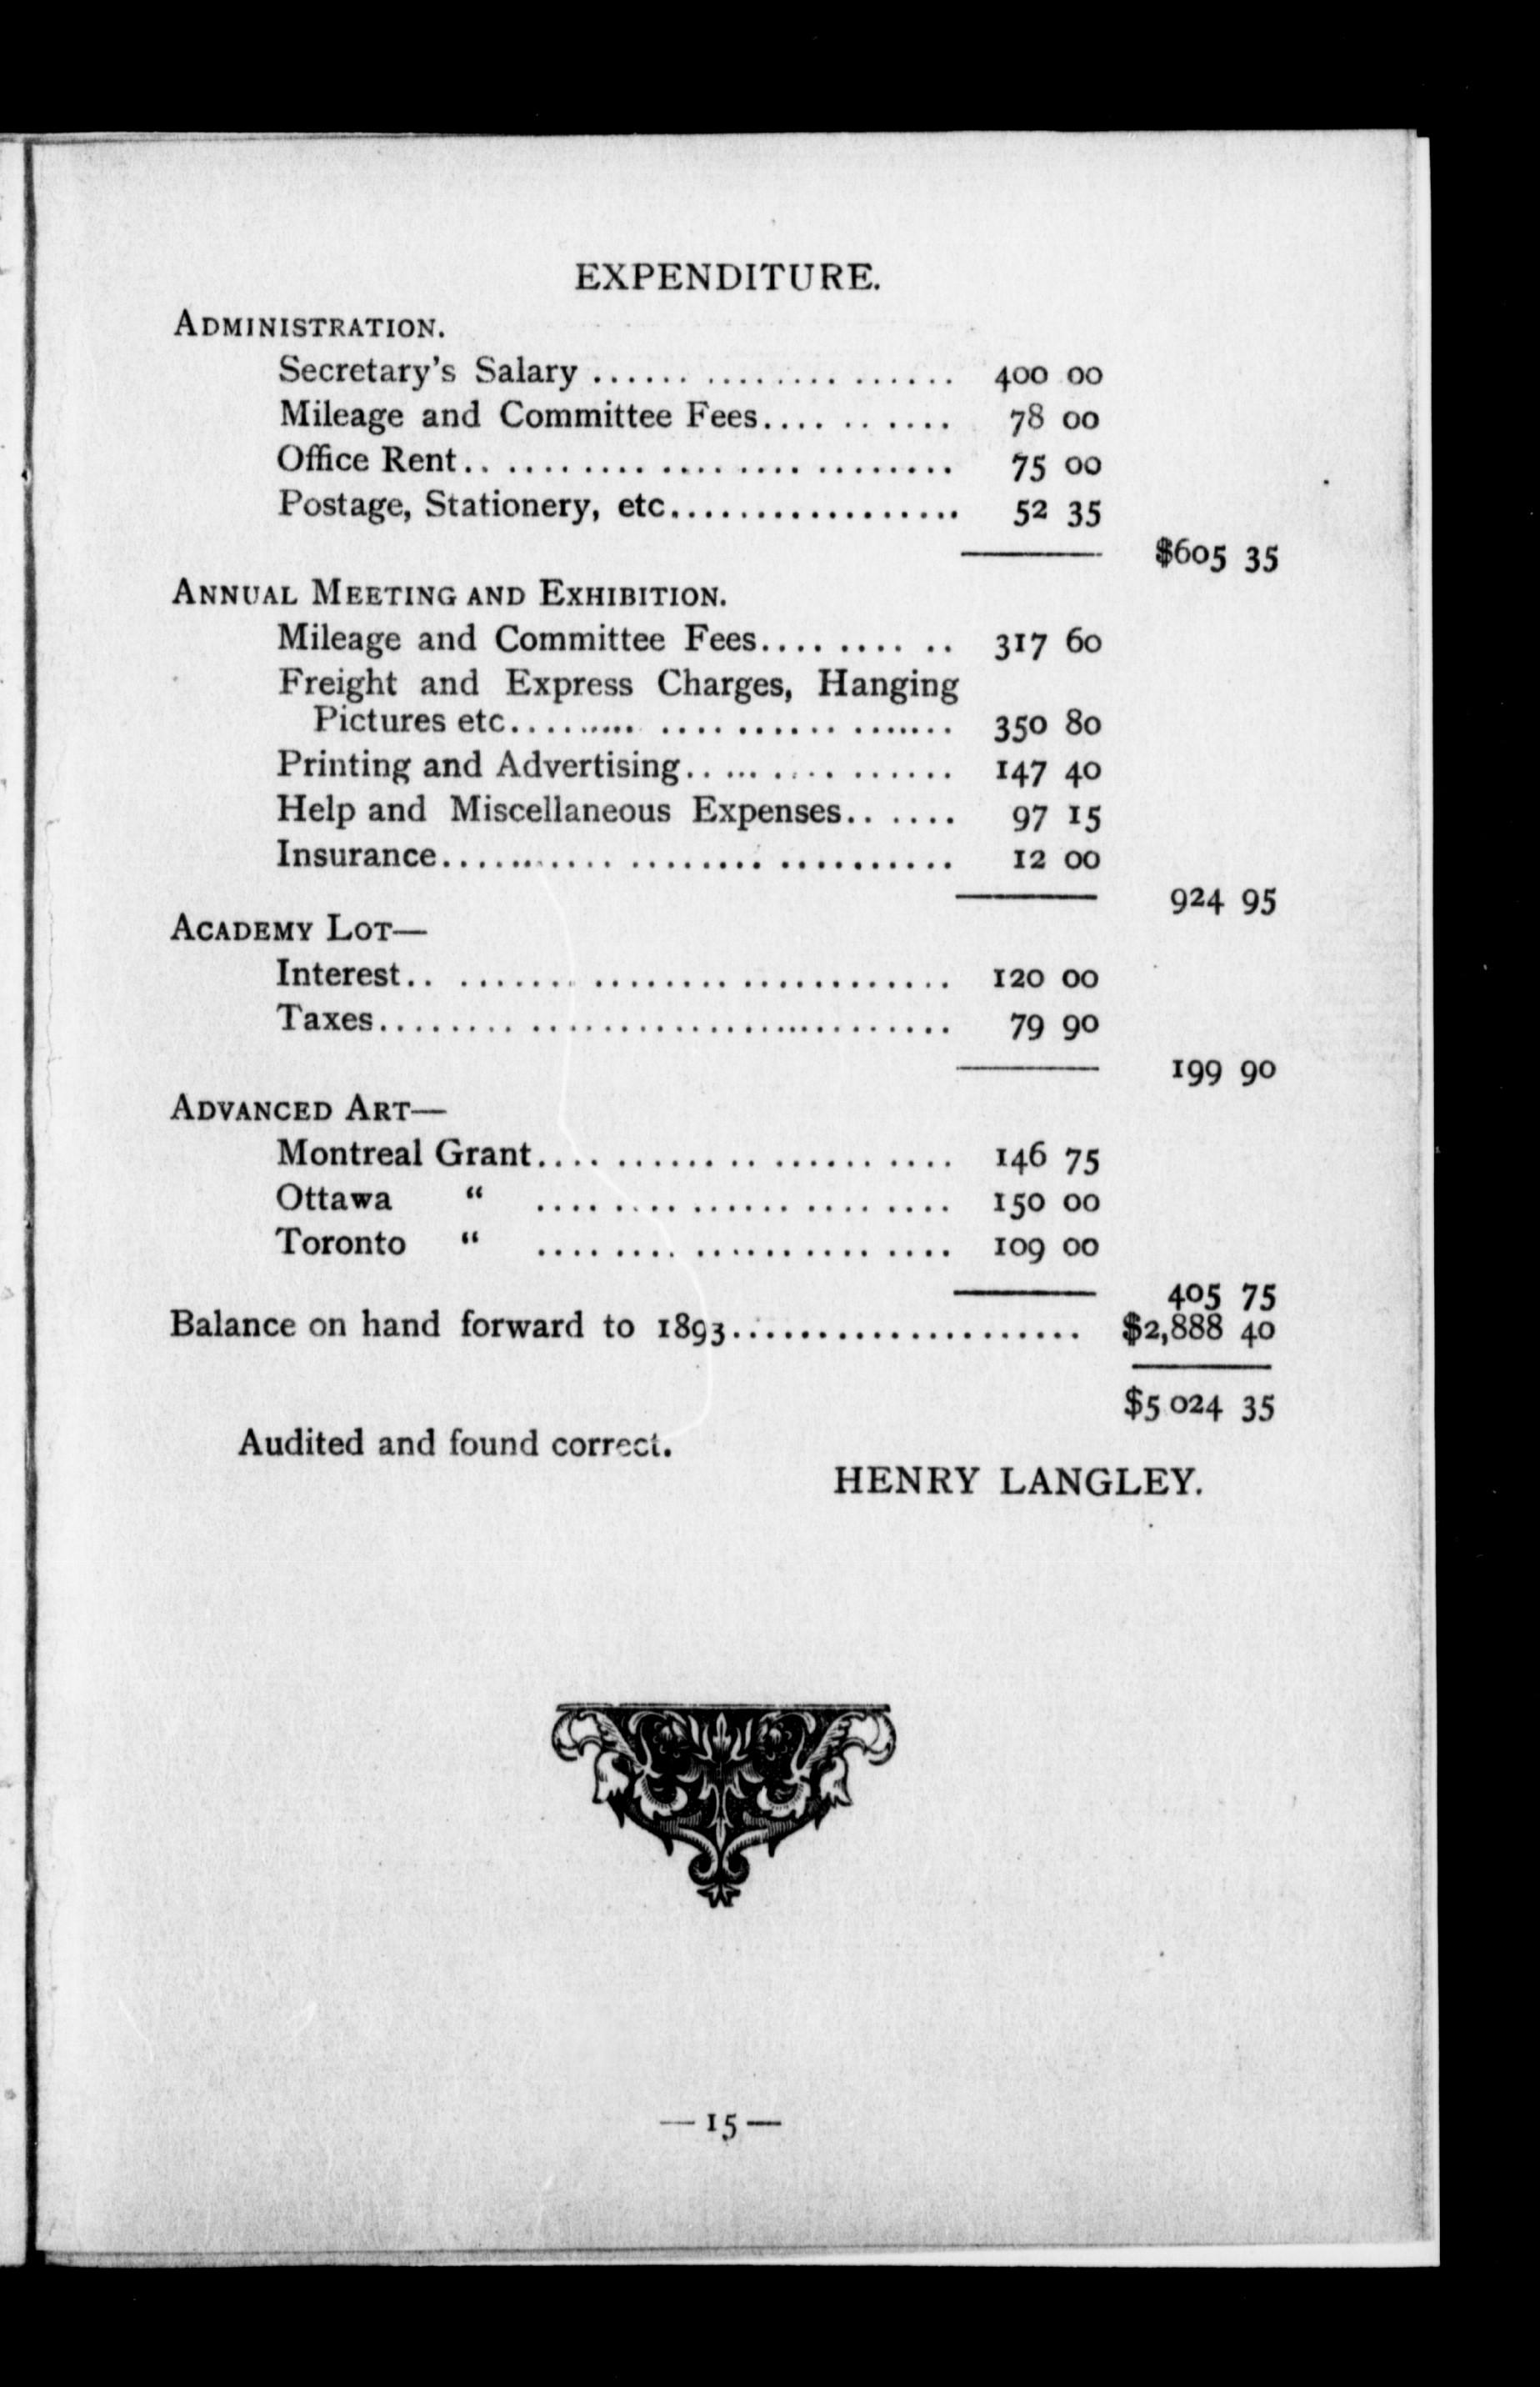 EXPENDITURE.
ADMINISTRATION.
Secretary's Salary ...................... 400 00
Mileage and Committee Fees........... 78 00
Office Rent............................. 75 00
Postage, Stationery, etc.................. 52 35
$605 35
ANNUAL MEETING AND EXHIBITION.
Mileage and Committee Fees.......... 317 60
Freight and Express Charges, Hanging
Pictures etc............................ 350 80
Printing and Advertising................ 147 40
Help and Miscellaneous Expenses...... 97 15
Insurance.............................. 12 00
924 95
ACADEMY LOT—
Interest................................ 120 00
Taxes.................................. 79 90
199 90
ADVANCED ART—
Montreal Grant........................ 146 75
Ottawa “ ........................ 150 00
Toronto “ ........................ 109 00
405 75
Balance on hand forward to 1893..................... $2,888 40
$5 024 35
Audited and found correct.
HENRY LANGLEY.
—15—